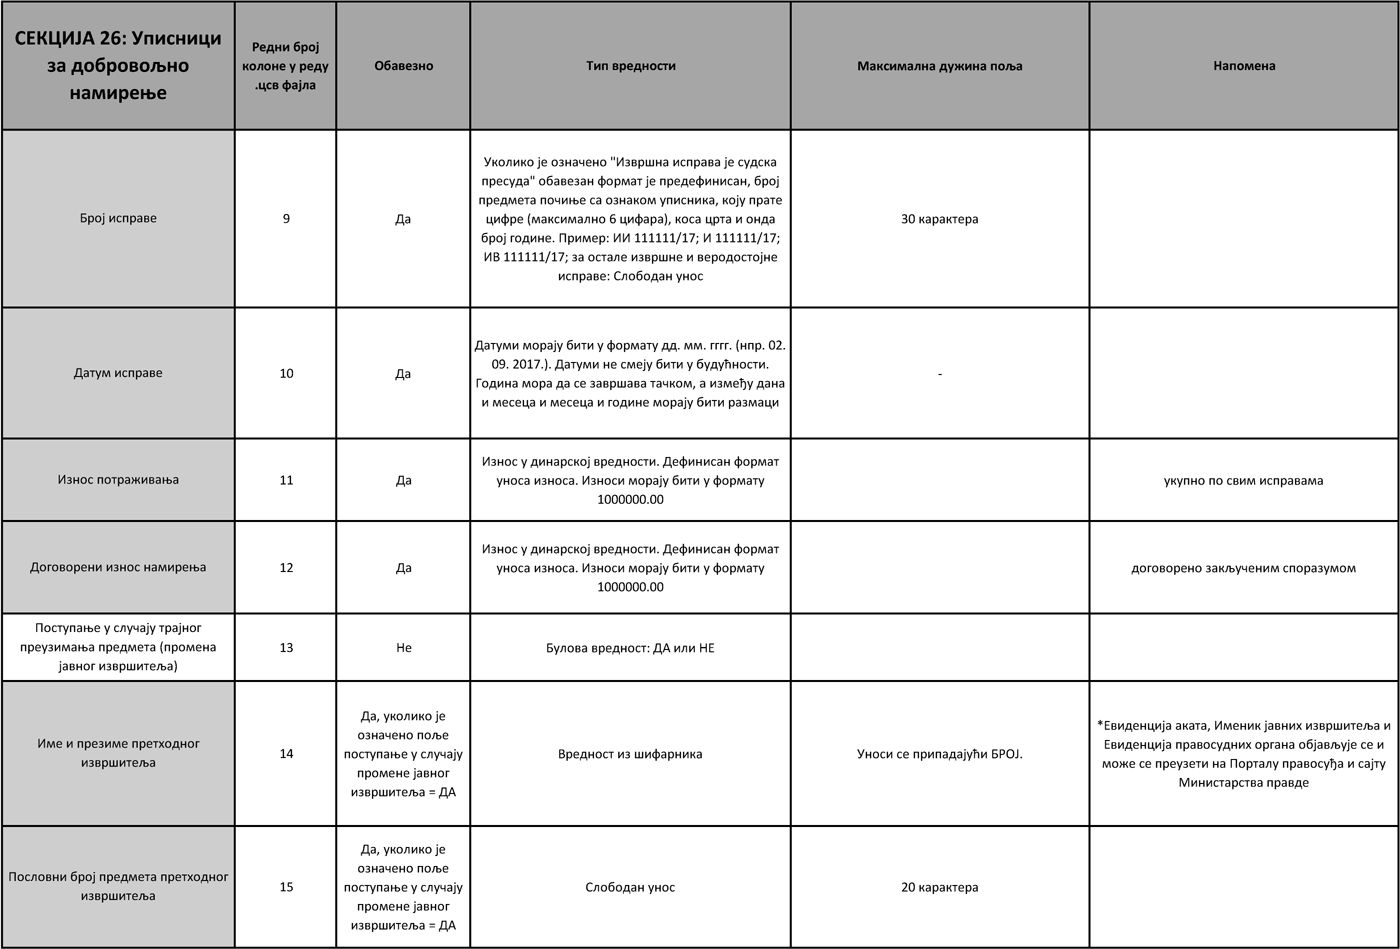 СЕКЦИЈА 26: Уписници
за добровољно
намирење
Редни број
колоне у реду
.цсв фајла
Обавезно
Тип вредности
Максимална дужина поља
Напомена
Број исправе
9
Да
Уколико је означено "Извршна исправа је судска
пресуда" обавезан формат је предефинисан, број
предмета почиње са ознаком уписника, коју прате
цифре (максимално 6 цифара), коса црта и онда
број године. Пример: ИИ 111111/17; И 111111/17;
ИВ 111111/17; за остале извршне и веродостојне
исправе: Слободан унос
30 карактера
Датум исправе
10
Да
Датуми морају бити у формату дд. мм. гггг. (нпр. 02.
09. 2017.). Датуми не смеју бити у будућности.
Година мора да се завршава тачком, а између дана
и месеца и месеца и године морају бити размаци
-
Износ потраживања
11
Да
Износ у динарској вредности. Дефинисан формат
уноса износа. Износи морају бити у формату
1000000.00
укупно по свим исправама
Договорени износ намирења
12
Да
Износ у динарској вредности. Дефинисан формат
уноса износа. Износи морају бити у формату
1000000.00
договорено закљученим споразумом
Поступање у случају трајног
преузимања предмета (промена
јавног извршитеља)
13
Не
Булова вредност: ДА или НЕ
Име и презиме претходног
извршитеља
14
Да, уколико је
означено поље
поступање у случају
промене јавног
извршитеља = ДА
Вредност из шифарника
Уноси се припадајући БРОЈ.
*Евиденција аката, Именик јавних извршитеља и
Евиденција правосудних органа објављује се и
може се преузети на Порталу правосуђа и сајту
Министарства правде
Пословни број предмета претходног
извршитеља
15
Да, уколико је
означено поље
поступање у случају
промене јавног
извршитеља = ДА
Слободан унос
20 карактера